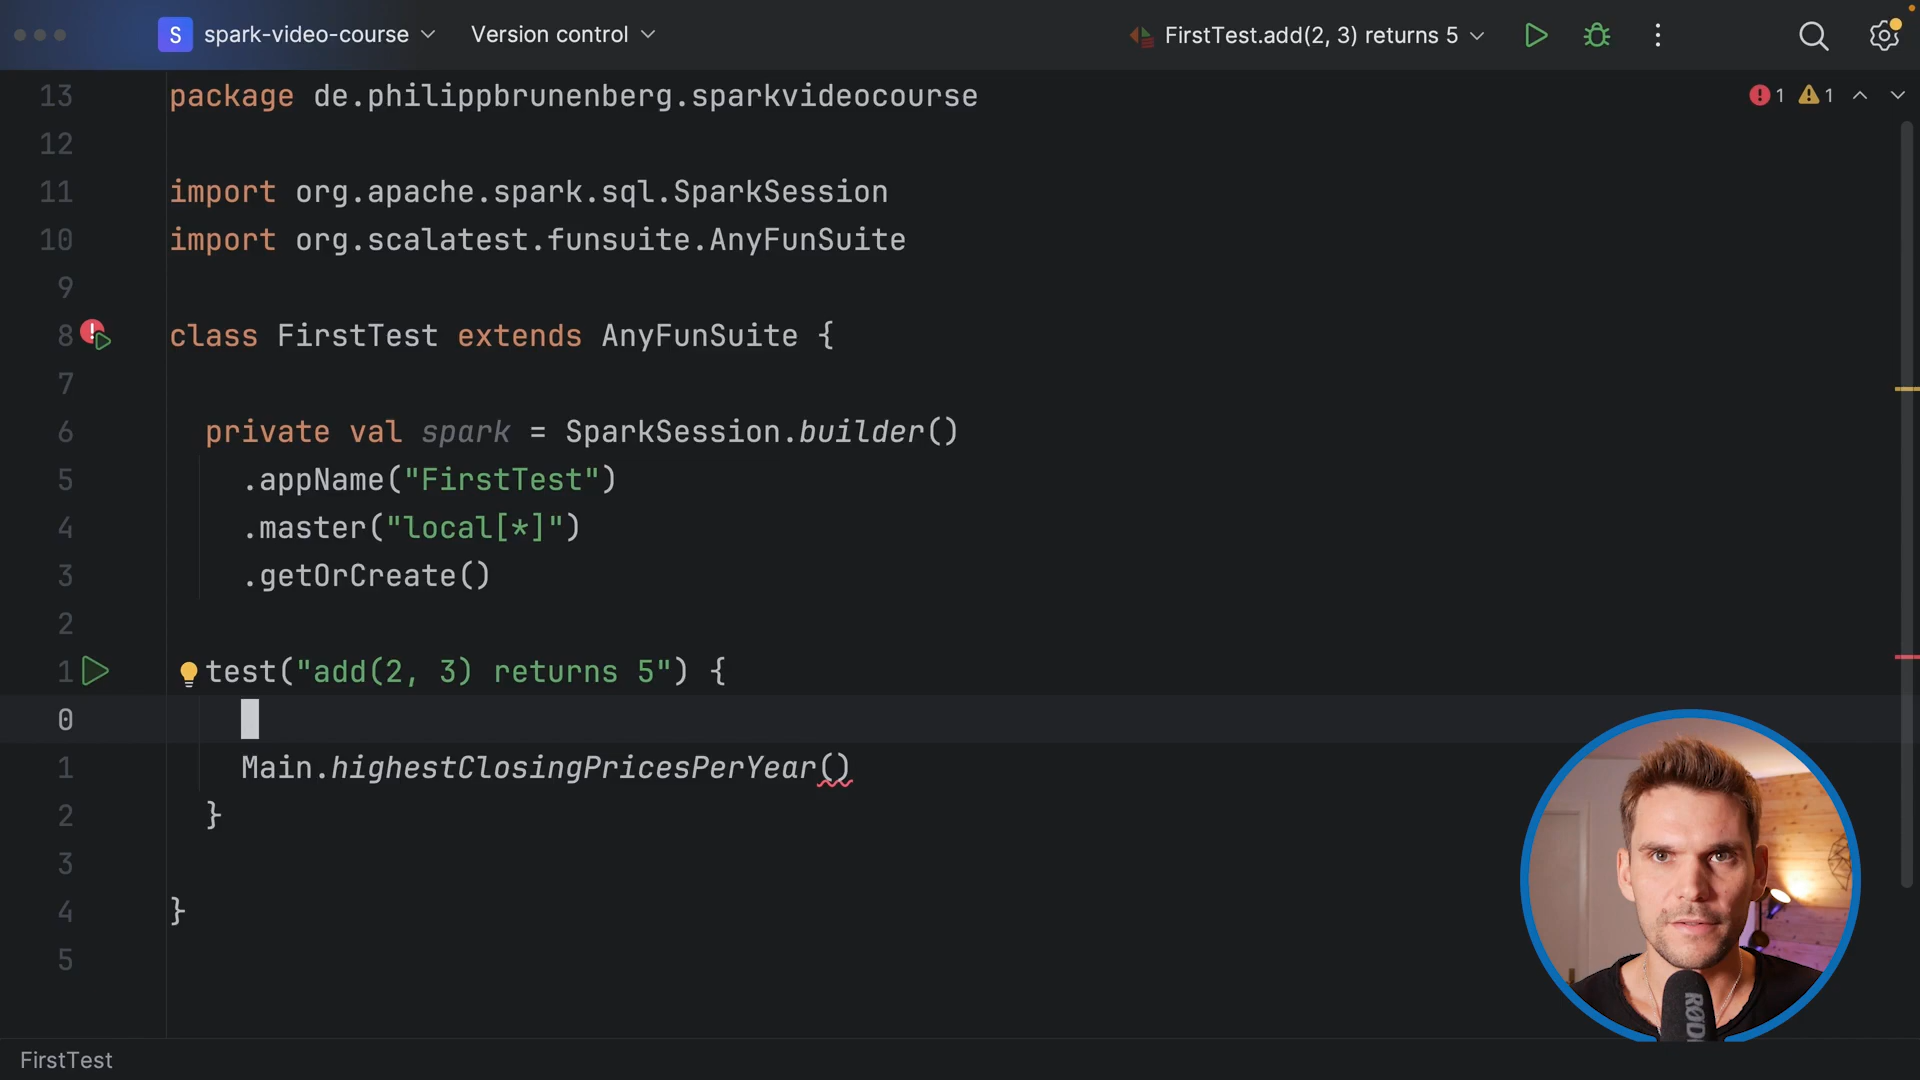 S spark-video-course Version control FirstTest.add(2, 3) returns 5
13 package de.philippbrunenberg.sparkvideocourse 1 1
12
11 import org.apache.spark.sql.SparkSession
10 import org.scalatest.funsuite.AnyFunSuite
9
8 class FirstTest extends AnyFunSuite {
7
6 private val spark = SparkSession.builder()
5 .appName("FirstTest")
4 .master("local[*]")
3 .getOrCreate()
2
1 test("add(2, 3) returns 5") {
0
1 Main.highestClosingPricesPerYear()
2 }
3
4 }
5
RØDE
FirstTest